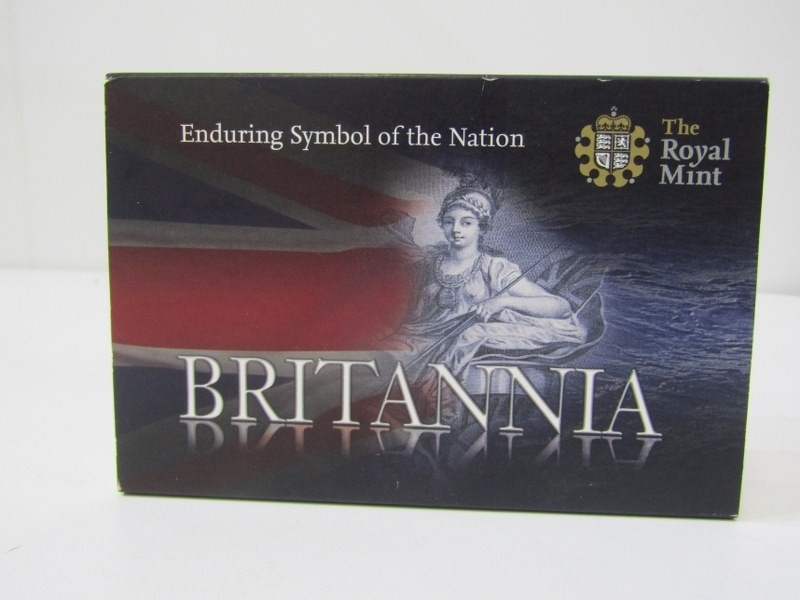 Enduring Symbol of the Nation
The
Royal
Mint
BRITANNIA